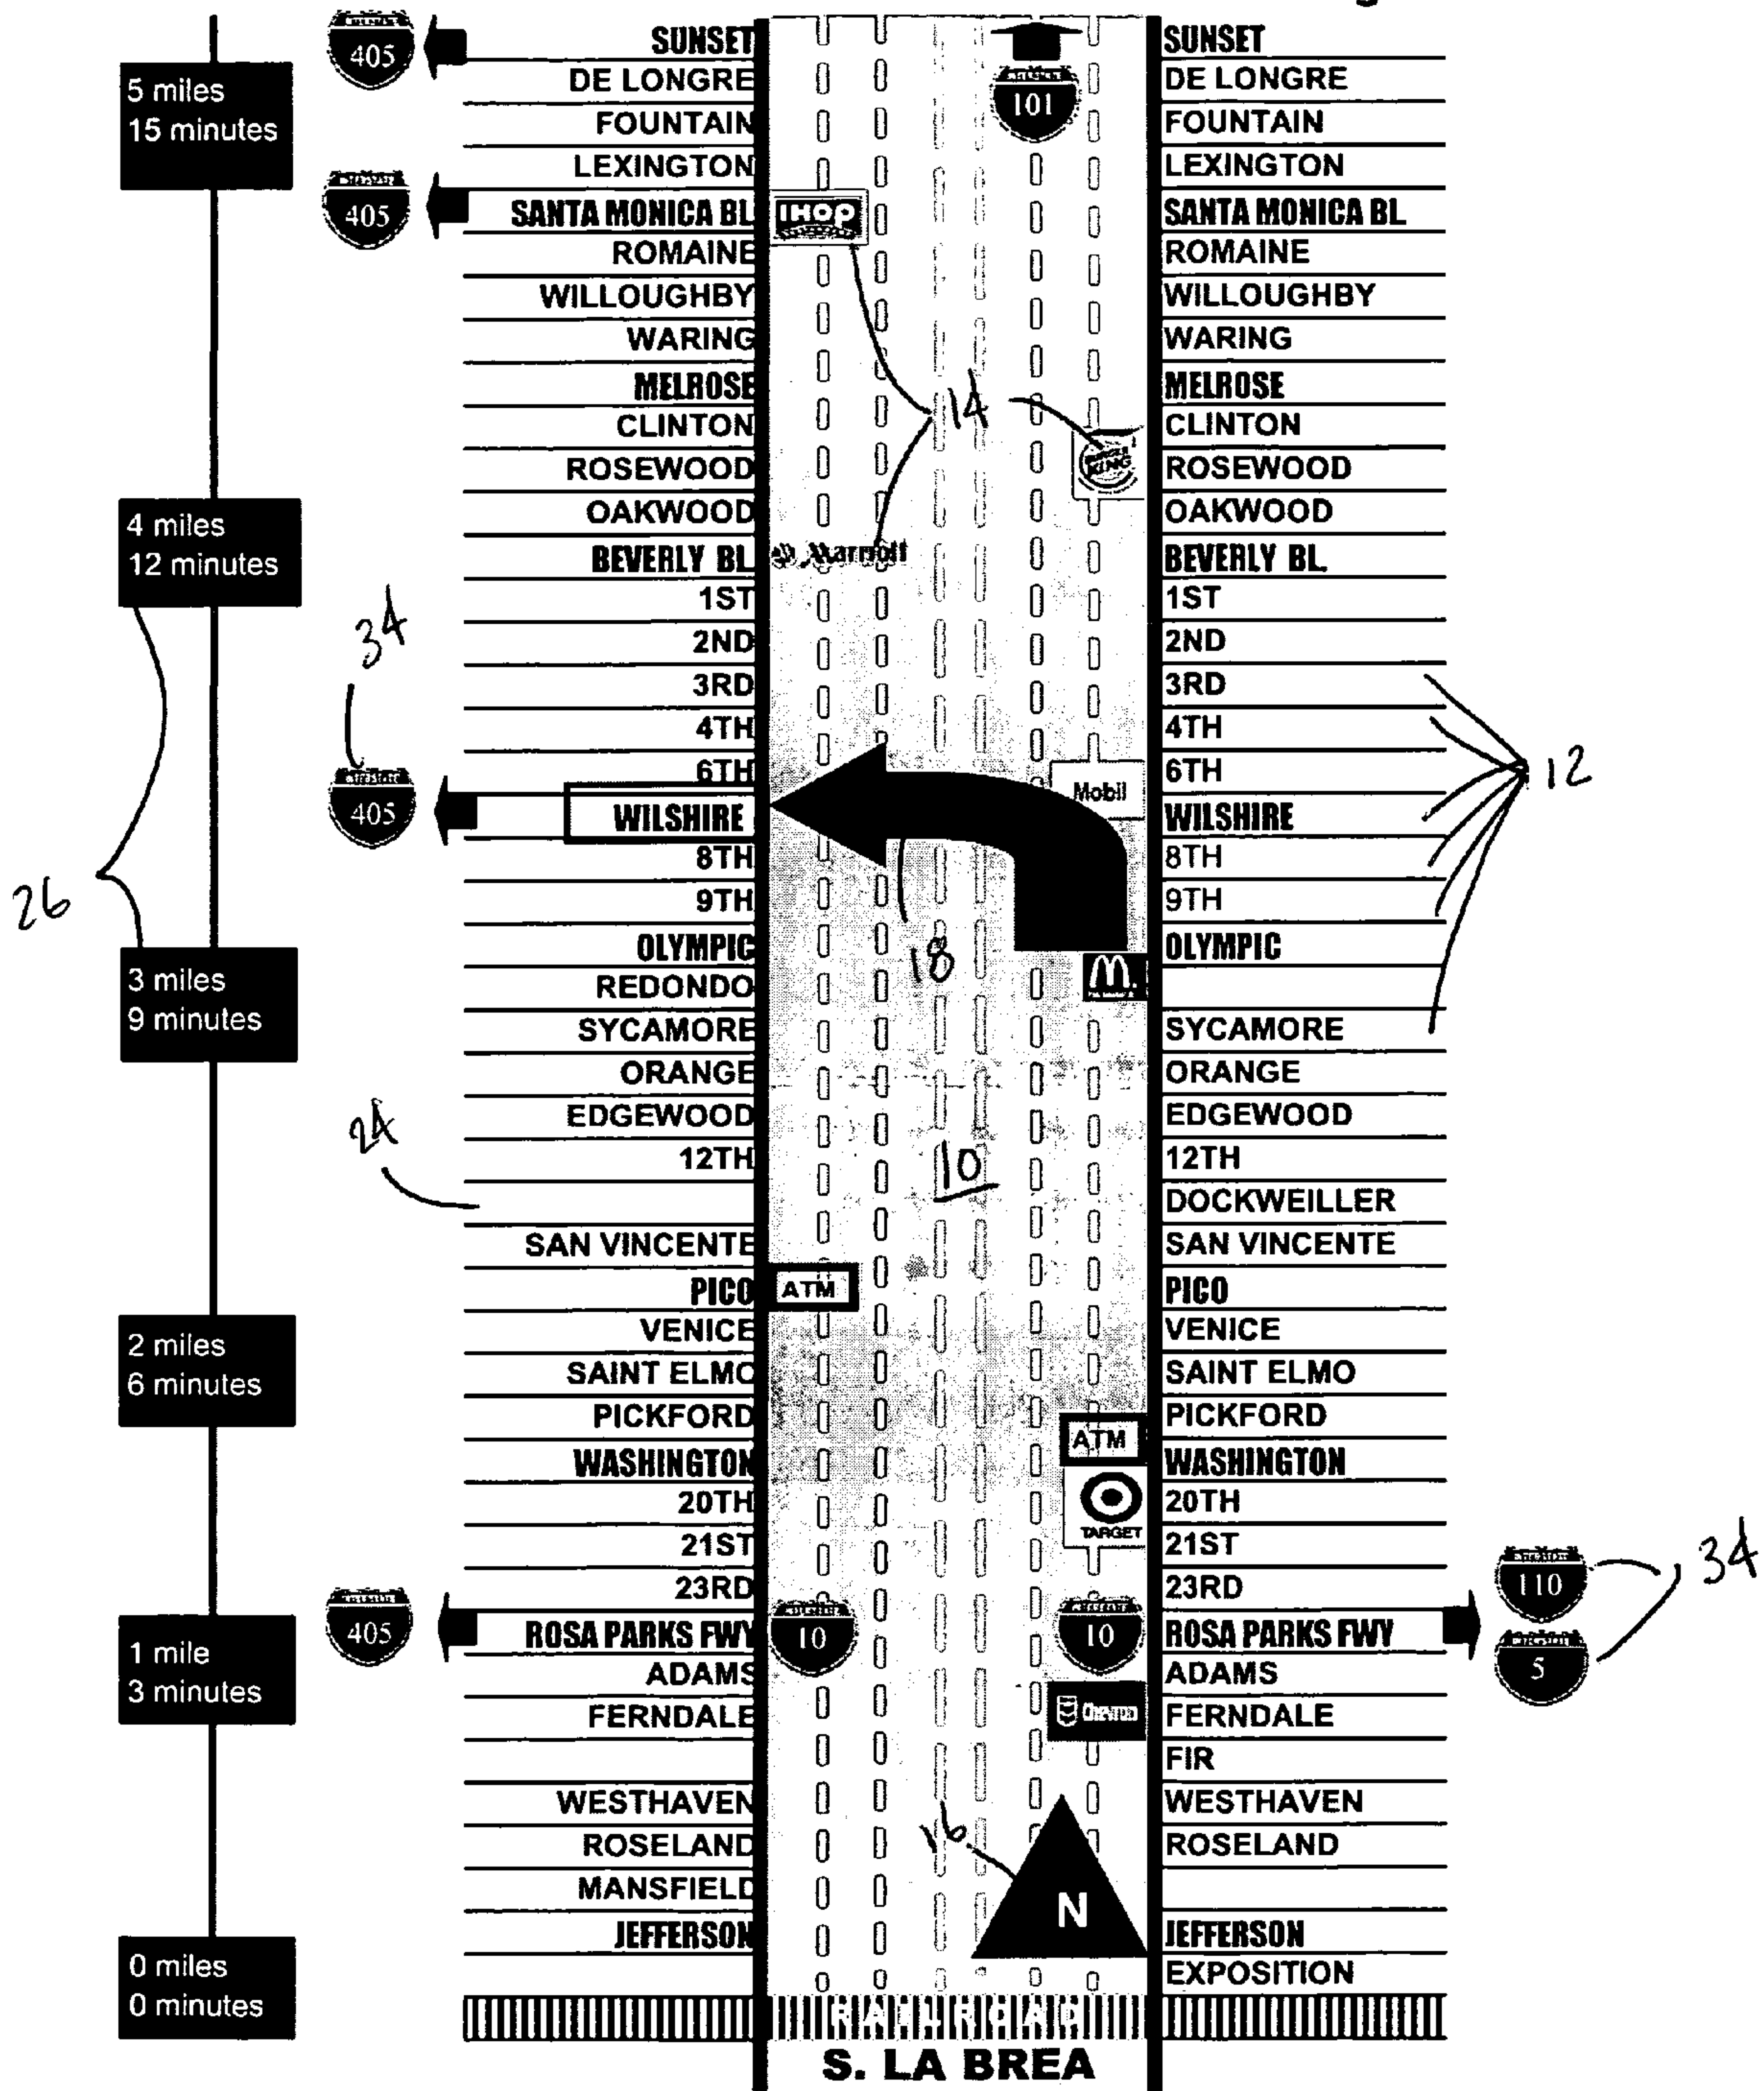 405 SUNSET SUNSET
5 miles DE LONGRE 101 DE LONGRE
15 minutes FOUNTAIN FOUNTAIN
LEXINGTON LEXINGTON
405 SANTA MONICA BL IHOP SANTA MONICA BL
ROMAINE ROMAINE
WILLOUGHBY WILLOUGHBY
WARING WARING
MELROSE 14 MELROSE
CLINTON CLINTON
ROSEWOOD BURGER KING ROSEWOOD
4 miles OAKWOOD OAKWOOD
12 minutes BEVERLY BL Marriott BEVERLY BL
1ST 1ST
34 2ND 2ND
3RD 3RD
4TH 4TH
INTERSTATE 6TH 6TH 12
405 WILSHIRE Mobil WILSHIRE
8TH 8TH
26 9TH 9TH
OLYMPIC 18 OLYMPIC
3 miles REDONDO M
9 minutes SYCAMORE SYCAMORE
ORANGE ORANGE
24 EDGEWOOD EDGEWOOD
12TH 10 12TH
DOCKWEILLER
SAN VINCENTE SAN VINCENTE
PICO ATM PICO
2 miles VENICE VENICE
6 minutes SAINT ELMO SAINT ELMO
PICKFORD PICKFORD
WASHINGTON ATM WASHINGTON
20TH 20TH
21ST TARGET 21ST 34
23RD 23RD 110
405 ROSA PARKS FWY 10 10 ROSA PARKS FWY
1 mile ADAMS ADAMS 5
3 minutes FERNDALE Chevron FERNDALE
FIR
WESTHAVEN WESTHAVEN
ROSELAND 16 ROSELAND
MANSFIELD N
JEFFERSON JEFFERSON
0 miles EXPOSITION
0 minutes RAILROAD
S. LA BREA